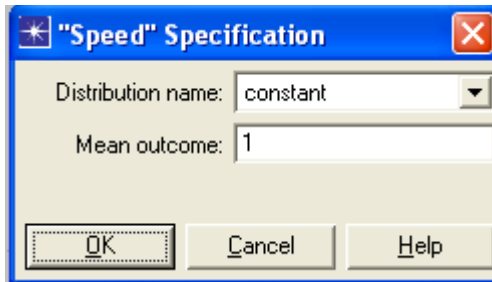 "Speed" Specification
Distribution name: constant
Mean outcome: 1
OK Cancel Help